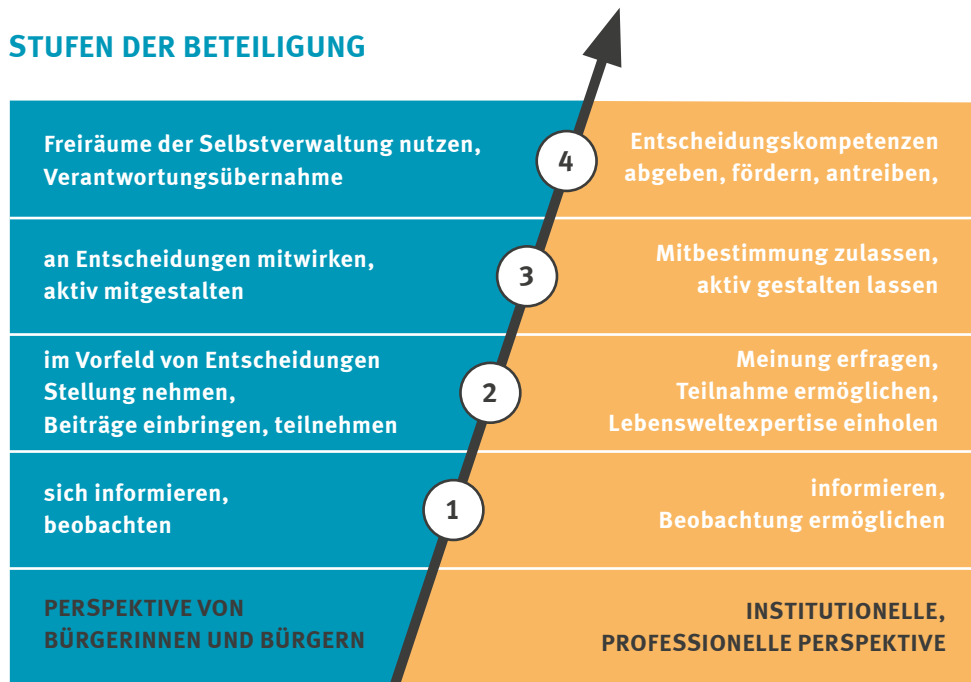 STUFEN DER BETEILIGUNG
Freiräume der Selbstverwaltung nutzen,
Verantwortungsübernahme
4
Entscheidungskompetenzen
abgeben, fördern, antreiben,
an Entscheidungen mitwirken,
aktiv mitgestalten
3
Mitbestimmung zulassen,
aktiv gestalten lassen
im Vorfeld von Entscheidungen
Stellung nehmen,
Beiträge einbringen, teilnehmen
2
Meinung erfragen,
Teilnahme ermöglichen,
Lebensweltexpertise einholen
sich informieren,
beobachten
1
informieren,
Beobachtung ermöglichen
PERSPEKTIVE VON
BÜRGERINNEN UND BÜRGERN
INSTITUTIONELLE,
PROFESSIONELLE PERSPEKTIVE